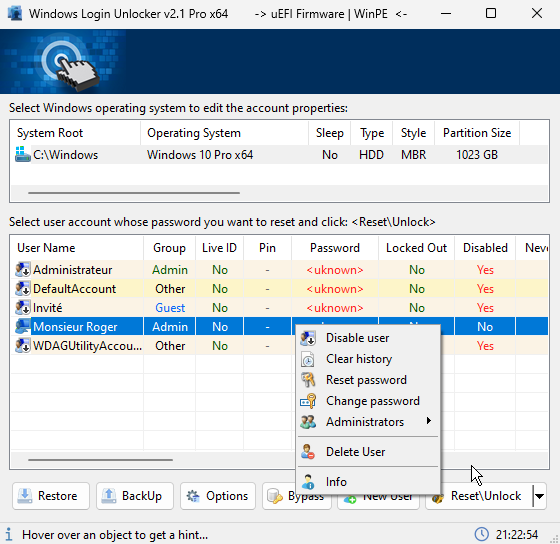 Windows Login Unlocker v2.1 Pro x64 -> uEFI Firmware | WinPE <-
Select Windows operating system to edit the account properties:
System Root Operating System Sleep Type Style Partition Size
C:\Windows Windows 10 Pro x64 No HDD MBR 1023 GB
Select user account whose password you want to reset and click: <Reset\Unlock>
User Name Group Live ID Pin Password Locked Out Disabled Neve
Administrateur Admin No - <uknown> No Yes
DefaultAccount Other No - <uknown> No Yes
Invité Guest No - <uknown> No Yes
Monsieur Roger Admin No - No No
WDAGUtilityAccou... Other No - Yes
Disable user
Clear history
Reset password
Change password
Administrators
Delete User
Info
Restore BackUp Options Bypass New User Reset\Unlock
Hover over an object to get a hint... 21:22:54